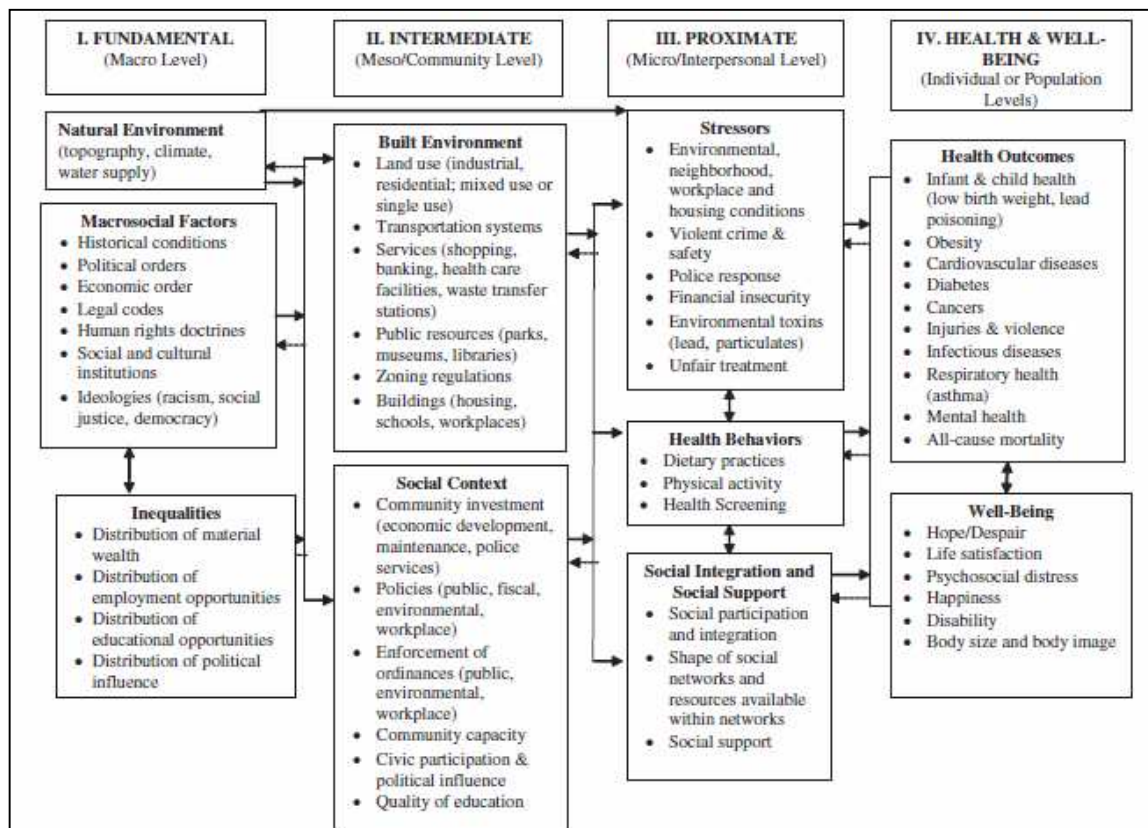 I. FUNDAMENTAL
(Macro Level)
II. INTERMEDIATE
(Meso/Community Level)
III. PROXIMATE
(Micro/Interpersonal Level)
IV. HEALTH & WELL-
BEING
(Individual or Population
Levels)
Natural Environment
(topography, climate,
water supply)
Macrosocial Factors
• Historical conditions
• Political orders
• Economic order
• Legal codes
• Human rights doctrines
• Social and cultural
institutions
• Ideologies (racism, social
justice, democracy)
Inequalities
• Distribution of material
wealth
• Distribution of
employment opportunities
• Distribution of
educational opportunities
• Distribution of political
influence
Built Environment
• Land use (industrial,
residential; mixed use or
single use)
• Transportation systems
• Services (shopping,
banking, health care
facilities, waste transfer
stations)
• Public resources (parks,
museums, libraries)
• Zoning regulations
• Buildings (housing,
schools, workplaces)
Social Context
• Community investment
(economic development,
maintenance, police
services)
• Policies (public, fiscal,
environmental,
workplace)
• Enforcement of
ordinances (public,
environmental,
workplace)
• Community capacity
• Civic participation &
political influence
• Quality of education
Stressors
• Environmental,
neighborhood,
workplace and
housing conditions
• Violent crime &
safety
• Police response
• Financial insecurity
• Environmental toxins
(lead, particulates)
• Unfair treatment
Health Behaviors
• Dietary practices
• Physical activity
• Health Screening
Social Integration and
Social Support
• Social participation
and integration
• Shape of social
networks and
resources available
within networks
• Social support
Health Outcomes
• Infant & child health
(low birth weight, lead
poisoning)
• Obesity
• Cardiovascular diseases
• Diabetes
• Cancers
• Injuries & violence
• Infectious diseases
• Respiratory health
(asthma)
• Mental health
• All-cause mortality
Well-Being
• Hope/Despair
• Life satisfaction
• Psychosocial distress
• Happiness
• Disability
• Body size and body image